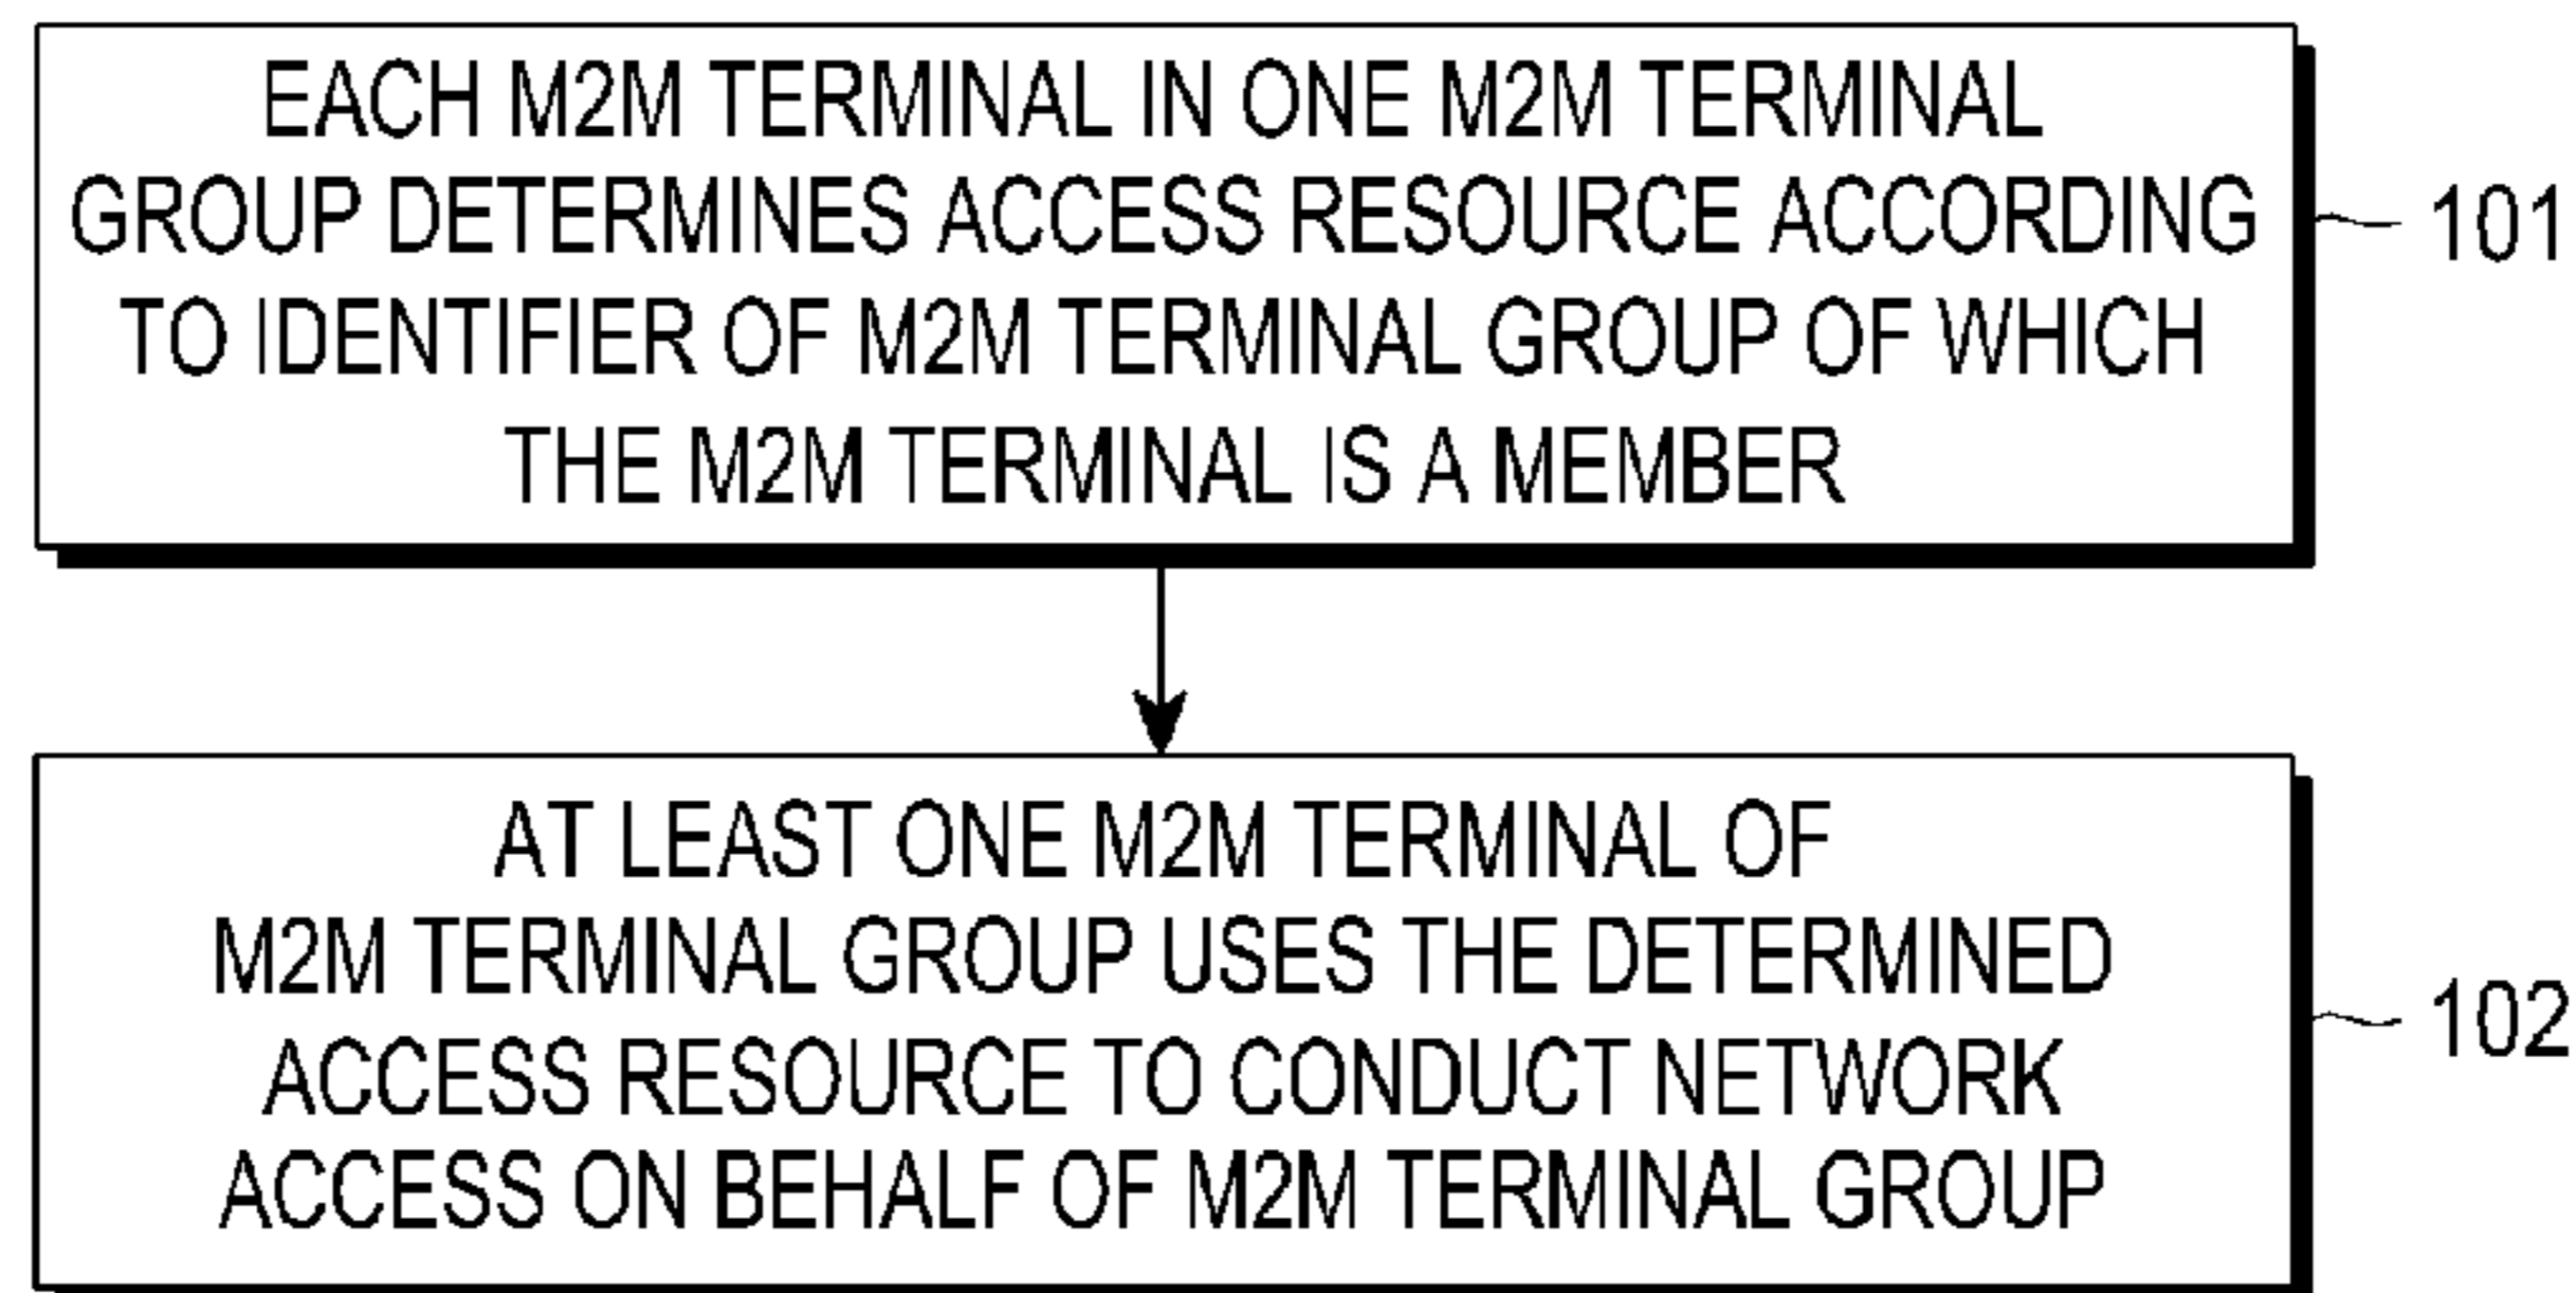 EACH M2M TERMINAL IN ONE M2M TERMINAL
GROUP DETERMINES ACCESS RESOURCE ACCORDING
TO IDENTIFIER OF M2M TERMINAL GROUP OF WHICH
THE M2M TERMINAL IS A MEMBER
101
AT LEAST ONE M2M TERMINAL OF
M2M TERMINAL GROUP USES THE DETERMINED
ACCESS RESOURCE TO CONDUCT NETWORK
ACCESS ON BEHALF OF M2M TERMINAL GROUP
102